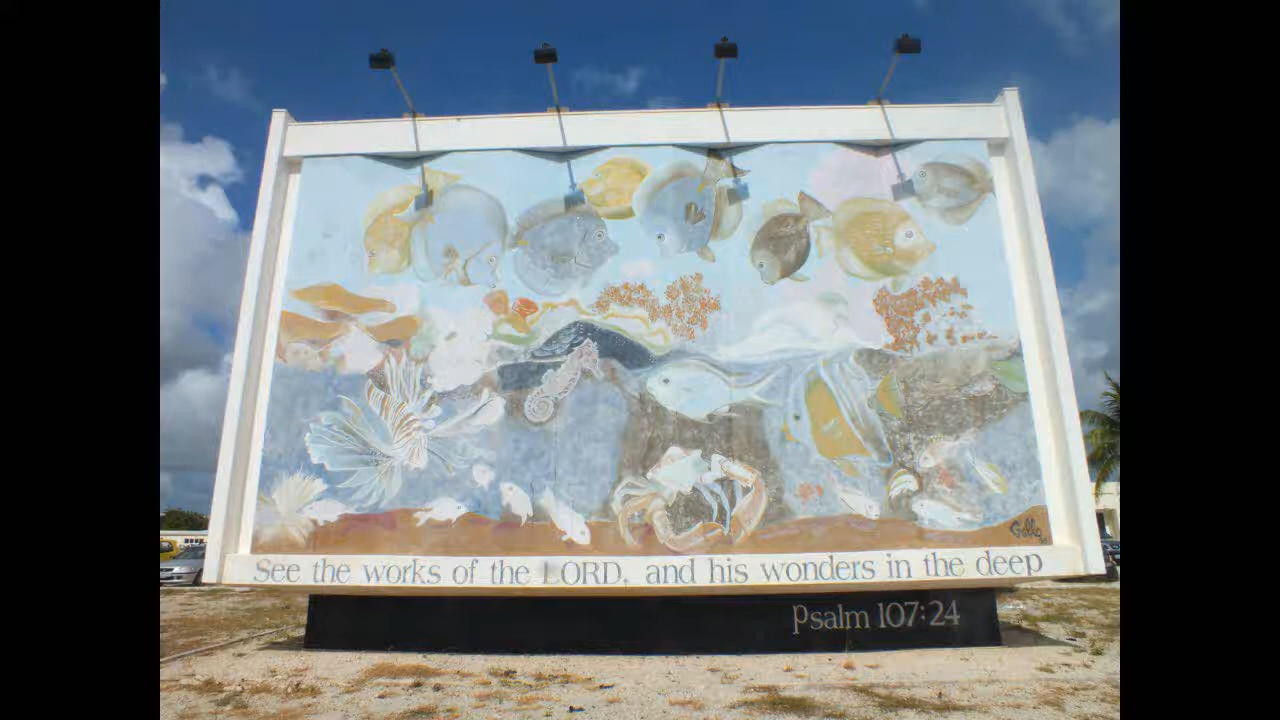 See the works of the LORD, and his wonders in the deep
Psalm 107:24